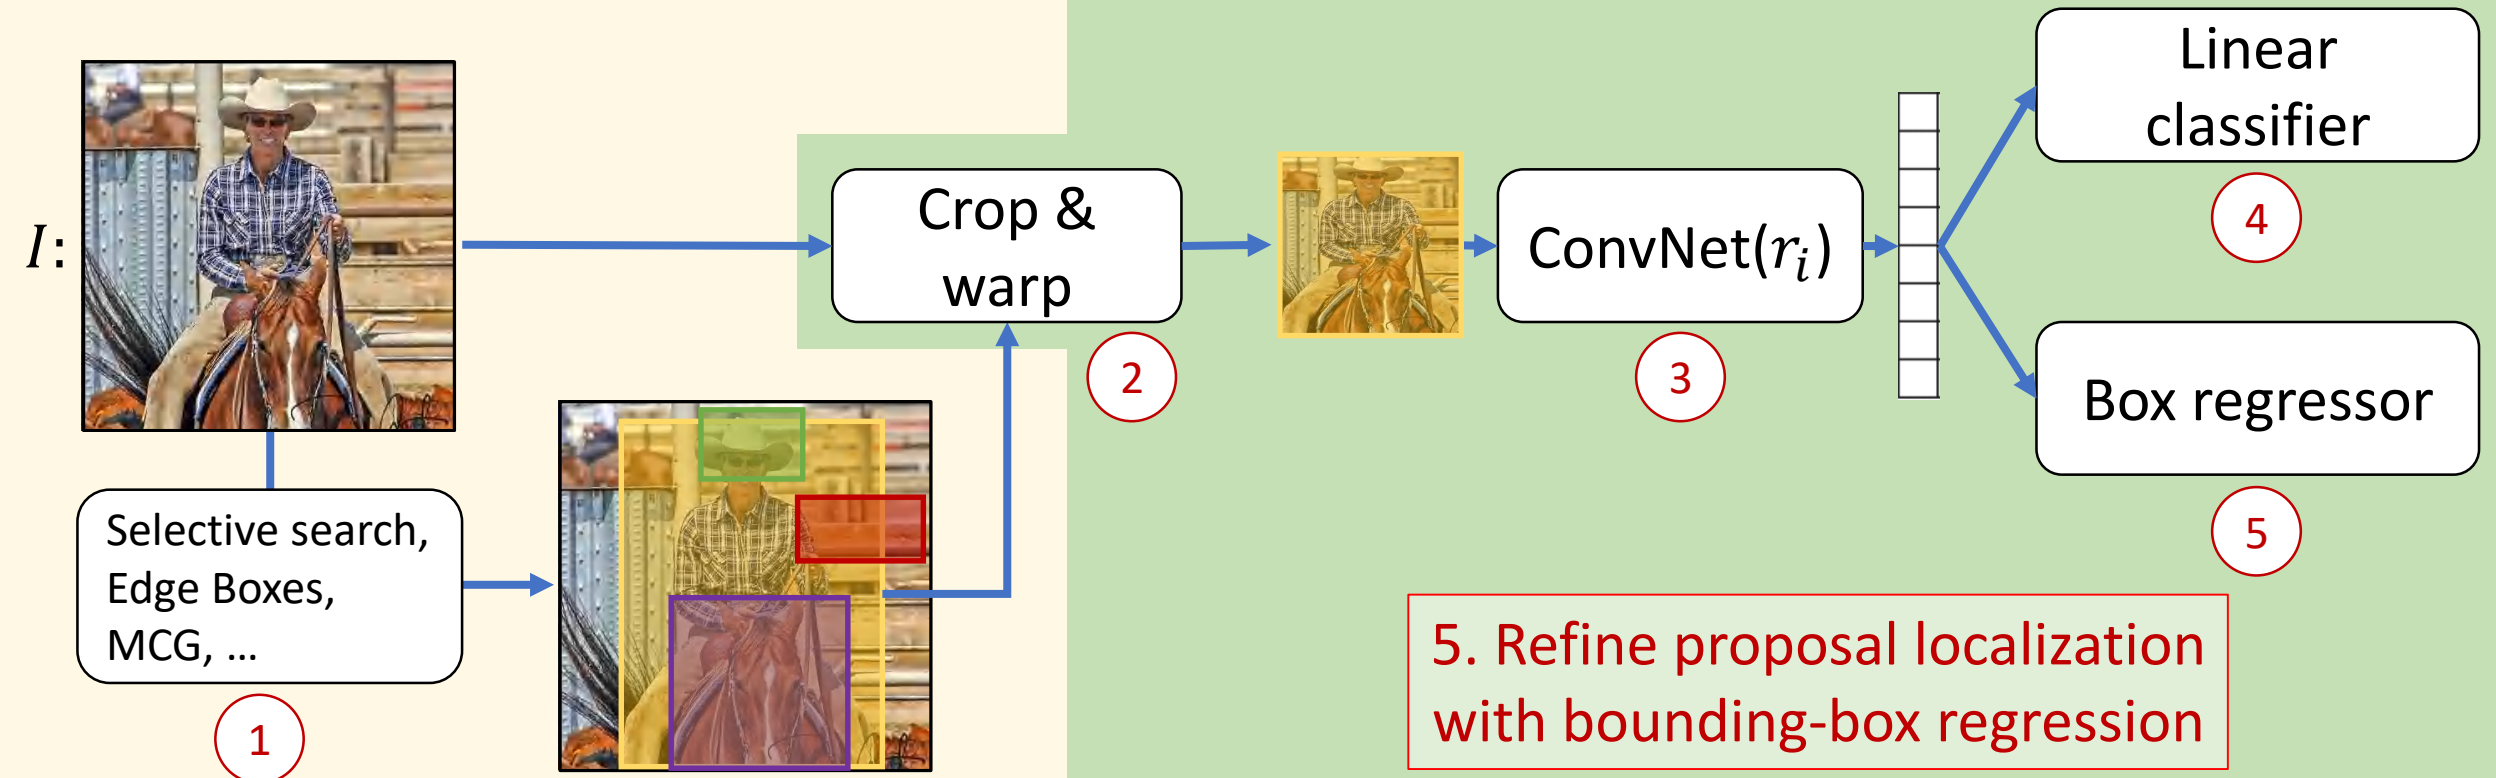 I:
Selective search,
Edge Boxes,
MCG, ...
1
Crop &
warp
2
ConvNet(rᵢ)
3
Linear
classifier
4
Box regressor
5
5. Refine proposal localization
with bounding-box regression